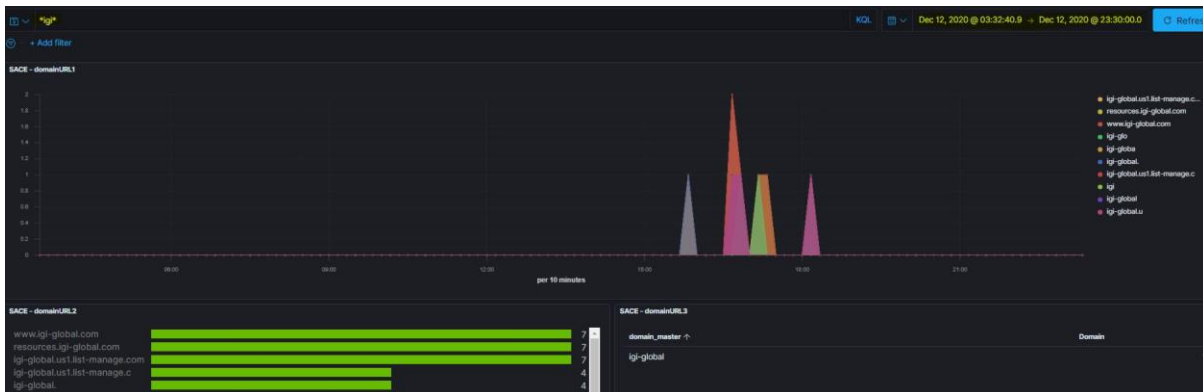 *igi*
KQL
Dec 12, 2020 @ 03:32:40.9 → Dec 12, 2020 @ 23:30:00.0
Refres
+ Add filter
SACE - domainURL1
2
1.8
1.6
1.4
1.2
1
0.8
0.6
0.4
0.2
0
06:00
09:00
12:00
15:00
18:00
21:00
per 10 minutes
igi-global.us1.list-manage.c...
resources.igi-global.com
www.igi-global.com
igi-glo
igi-globa
igi-global.
igi-global.us1.list-manage.c
igi
igi-global
igi-global.u
SACE - domainURL2
www.igi-global.com 7
resources.igi-global.com 7
igi-global.us1.list-manage.com 7
igi-global.us1.list-manage.c 4
igi-global. 4
SACE - domainURL3
domain_master ↑ Domain
igi-global